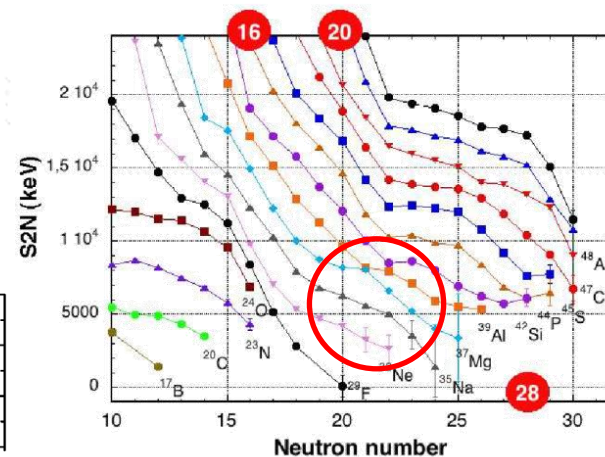 16
20
2 10⁴
1.5 10⁴
1 10⁴
5000
0
S2N (keV)
48A
47C
45S
44P
42Si
39Al
37Mg
35Na
Ne
29F
24O
23N
20C
17B
28
10
15
20
25
30
Neutron number